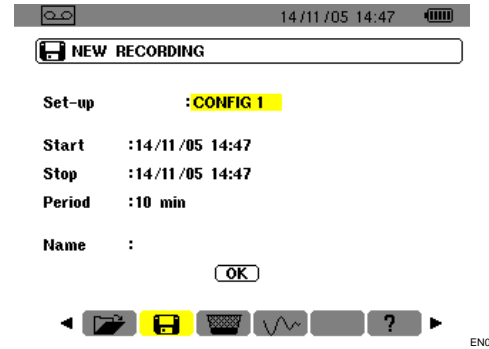 14/11/05 14:47
NEW RECORDING
Set-up :CONFIG 1
Start :14/11/05 14:47
Stop :14/11/05 14:47
Period :10 min
Name :
OK
?